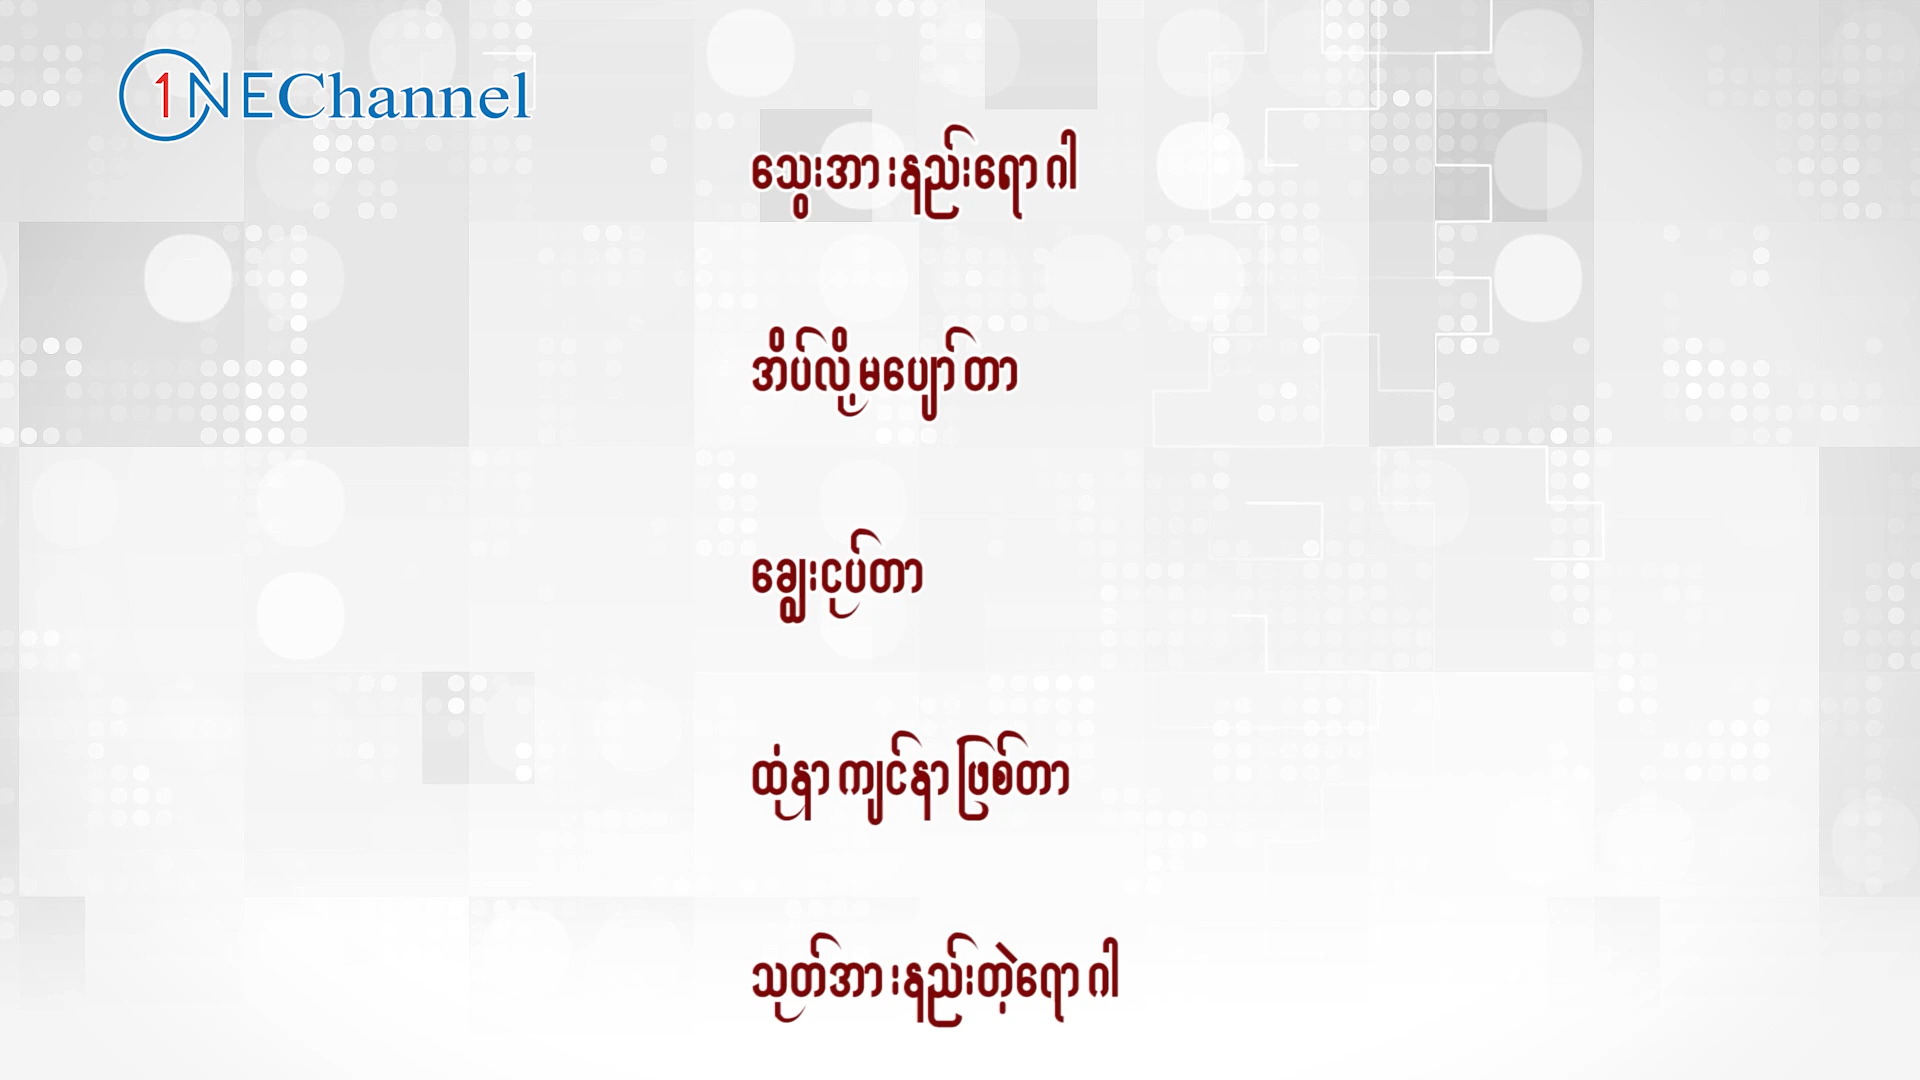 1NEChannel
သွေးအားနည်းရောဂါ
အိပ်လို့မပျော်တာ
ချွေးငုပ်တာ
ထုံနာကျင်နာဖြစ်တာ
သုတ်အားနည်းတဲ့ရောဂါ